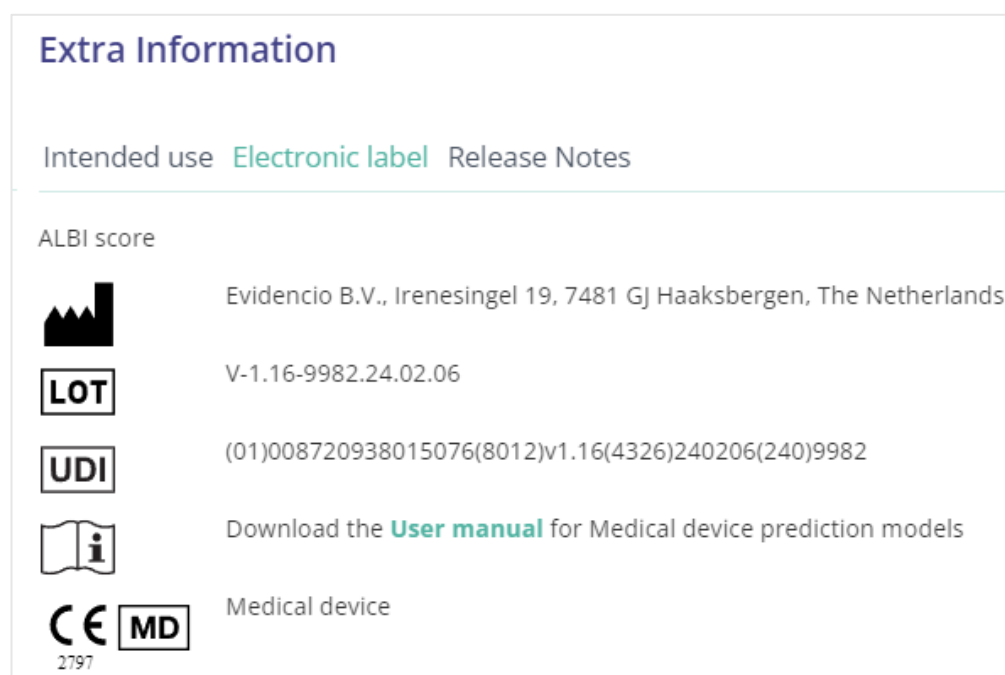 Extra Information
Intended use Electronic label Release Notes
ALBI score
Evidencio B.V., Irenesingel 19, 7481 GJ Haaksbergen, The Netherlands
LOT V-1.16-9982.24.02.06
UDI (01)008720938015076(8012)v1.16(4326)240206(240)9982
i Download the User manual for Medical device prediction models
CE MD Medical device
2797